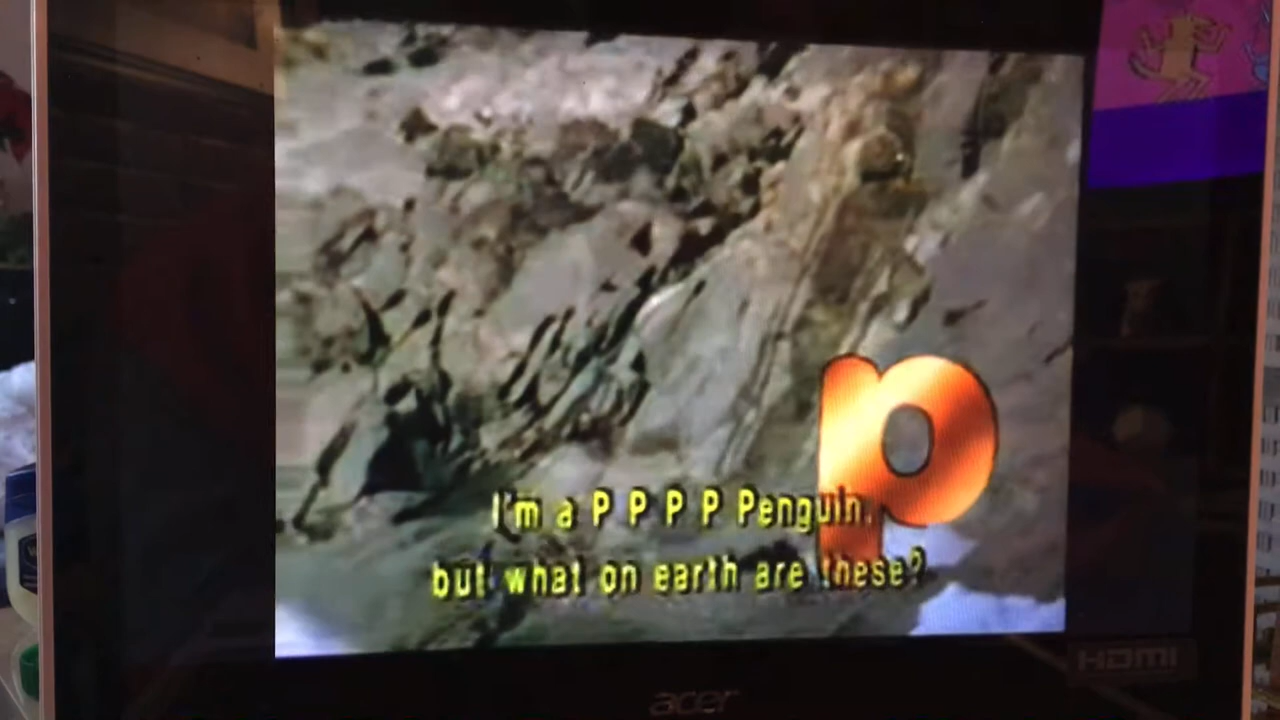 p
I'm a P P P P Penguin,
but what on earth are these?
HDMI
acer